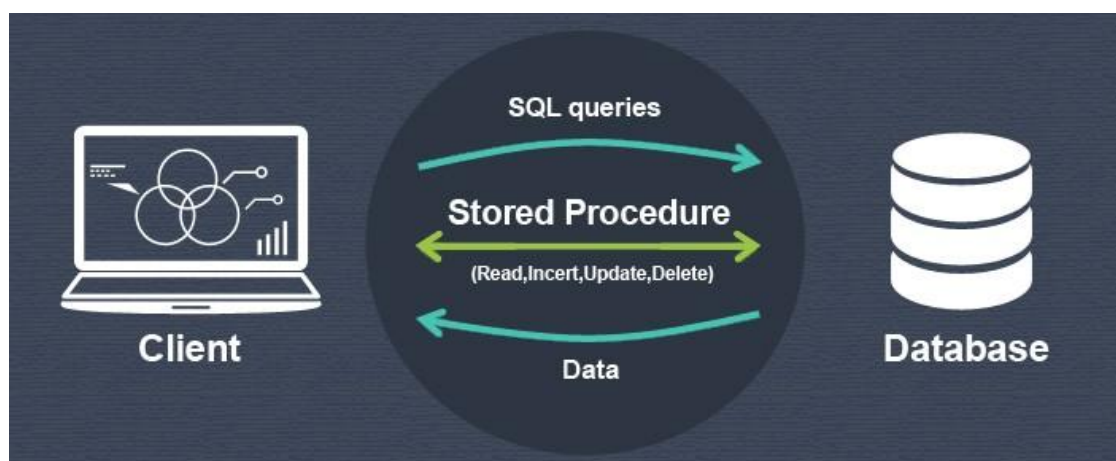 SQL queries
Stored Procedure
(Read,Incert,Update,Delete)
Client
Database
Data